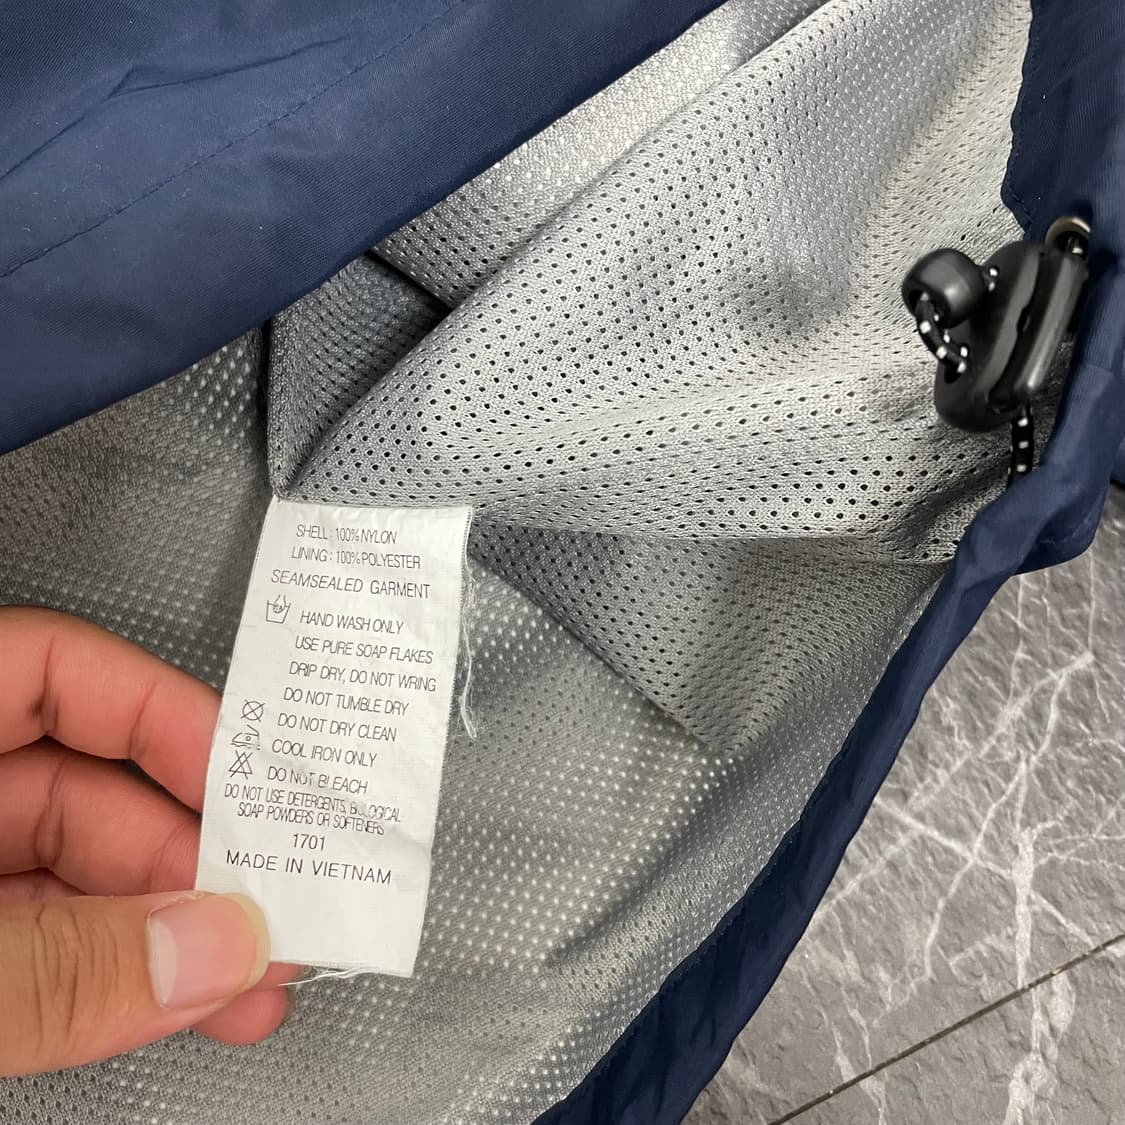 SHELL : 100% NYLON
LINING : 100% POLYESTER
SEAMSEALED GARMENT
HAND WASH ONLY
USE PURE SOAP FLAKES
DRIP DRY, DO NOT WRING
DO NOT TUMBLE DRY
DO NOT DRY CLEAN
COOL IRON ONLY
DO NOT BLEACH
DO NOT USE DETERGENTS, BIOLOGICAL
SOAP POWDERS OR SOFTENERS
1701
MADE IN VIETNAM